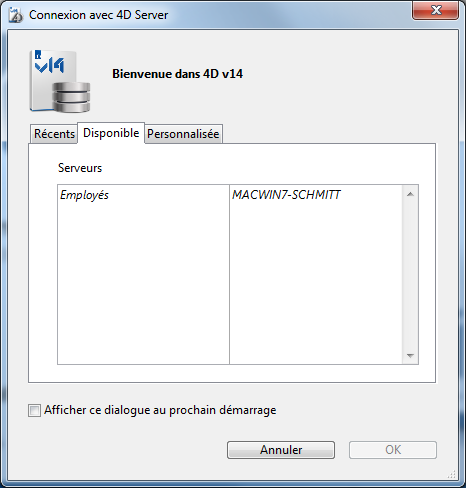 Connexion avec 4D Server
v14
Bienvenue dans 4D v14
Récents Disponible Personnalisée
Serveurs
Employés MACWIN7-SCHMITT
Afficher ce dialogue au prochain démarrage
Annuler OK